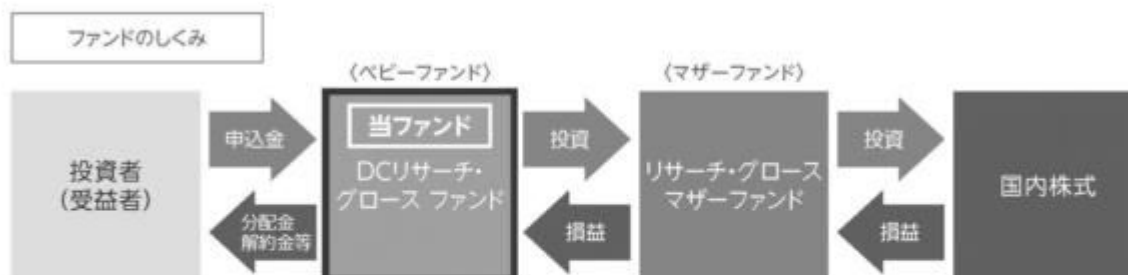 ファンドのしくみ
〈ベビーファンド〉
〈マザーファンド〉
投資者
(受益者)
申込金
分配金
解約金等
当ファンド
DCリサーチ・
グロース ファンド
投資
損益
リサーチ・グロース
マザーファンド
投資
損益
国内株式